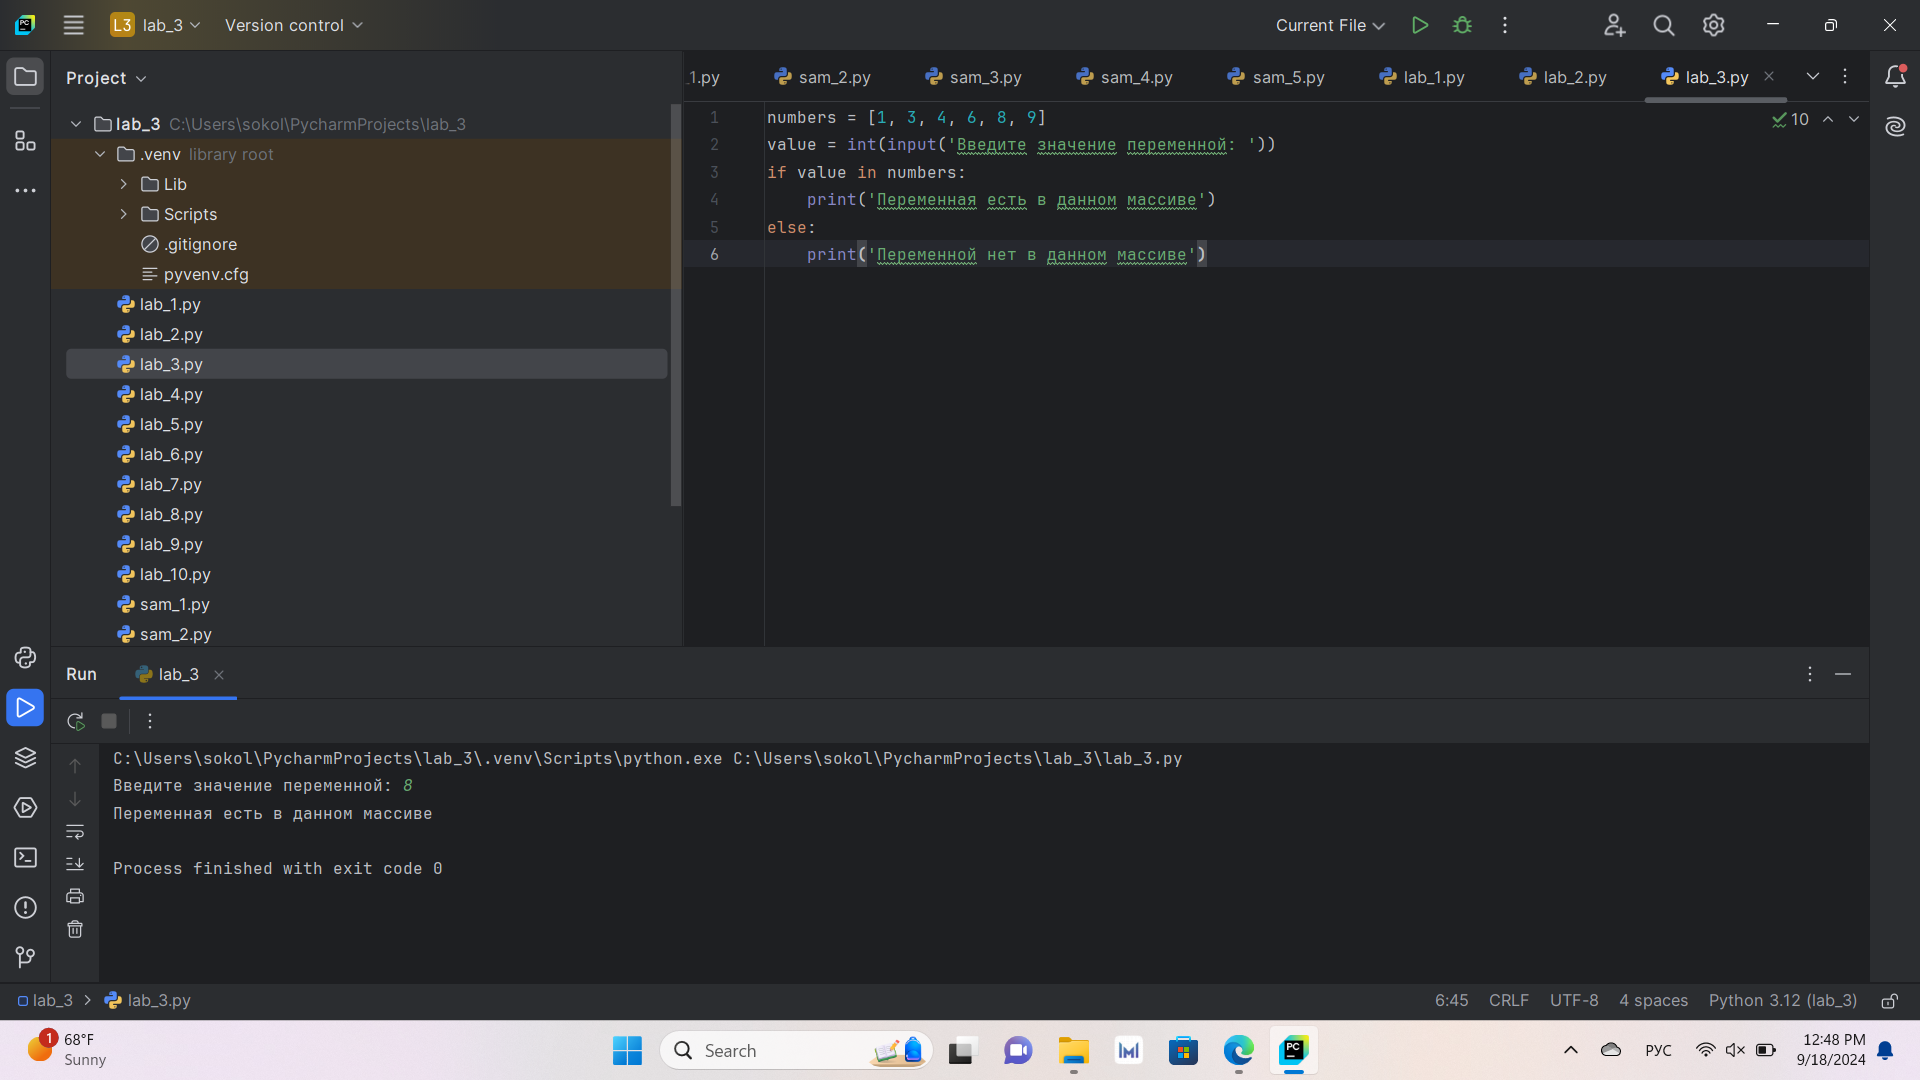 L3 lab_3 Version control Current File
Project
_1.py sam_2.py sam_3.py sam_4.py sam_5.py lab_1.py lab_2.py lab_3.py
lab_3 C:\Users\sokol\PycharmProjects\lab_3
.venv library root
Lib
Scripts
.gitignore
pyvenv.cfg
lab_1.py
lab_2.py
lab_3.py
lab_4.py
lab_5.py
lab_6.py
lab_7.py
lab_8.py
lab_9.py
lab_10.py
sam_1.py
sam_2.py
1 numbers = [1, 3, 4, 6, 8, 9]
10
2 value = int(input('Введите значение переменной: '))
3 if value in numbers:
4 print('Переменная есть в данном массиве')
5 else:
6 print('Переменной нет в данном массиве')
Run lab_3
C:\Users\sokol\PycharmProjects\lab_3\.venv\Scripts\python.exe C:\Users\sokol\PycharmProjects\lab_3\lab_3.py
Введите значение переменной: 8
Переменная есть в данном массиве
Process finished with exit code 0
lab_3 lab_3.py 6:45 CRLF UTF-8 4 spaces Python 3.12 (lab_3)
1 68°F
Sunny
Search
PC
РУС
12:48 PM
9/18/2024